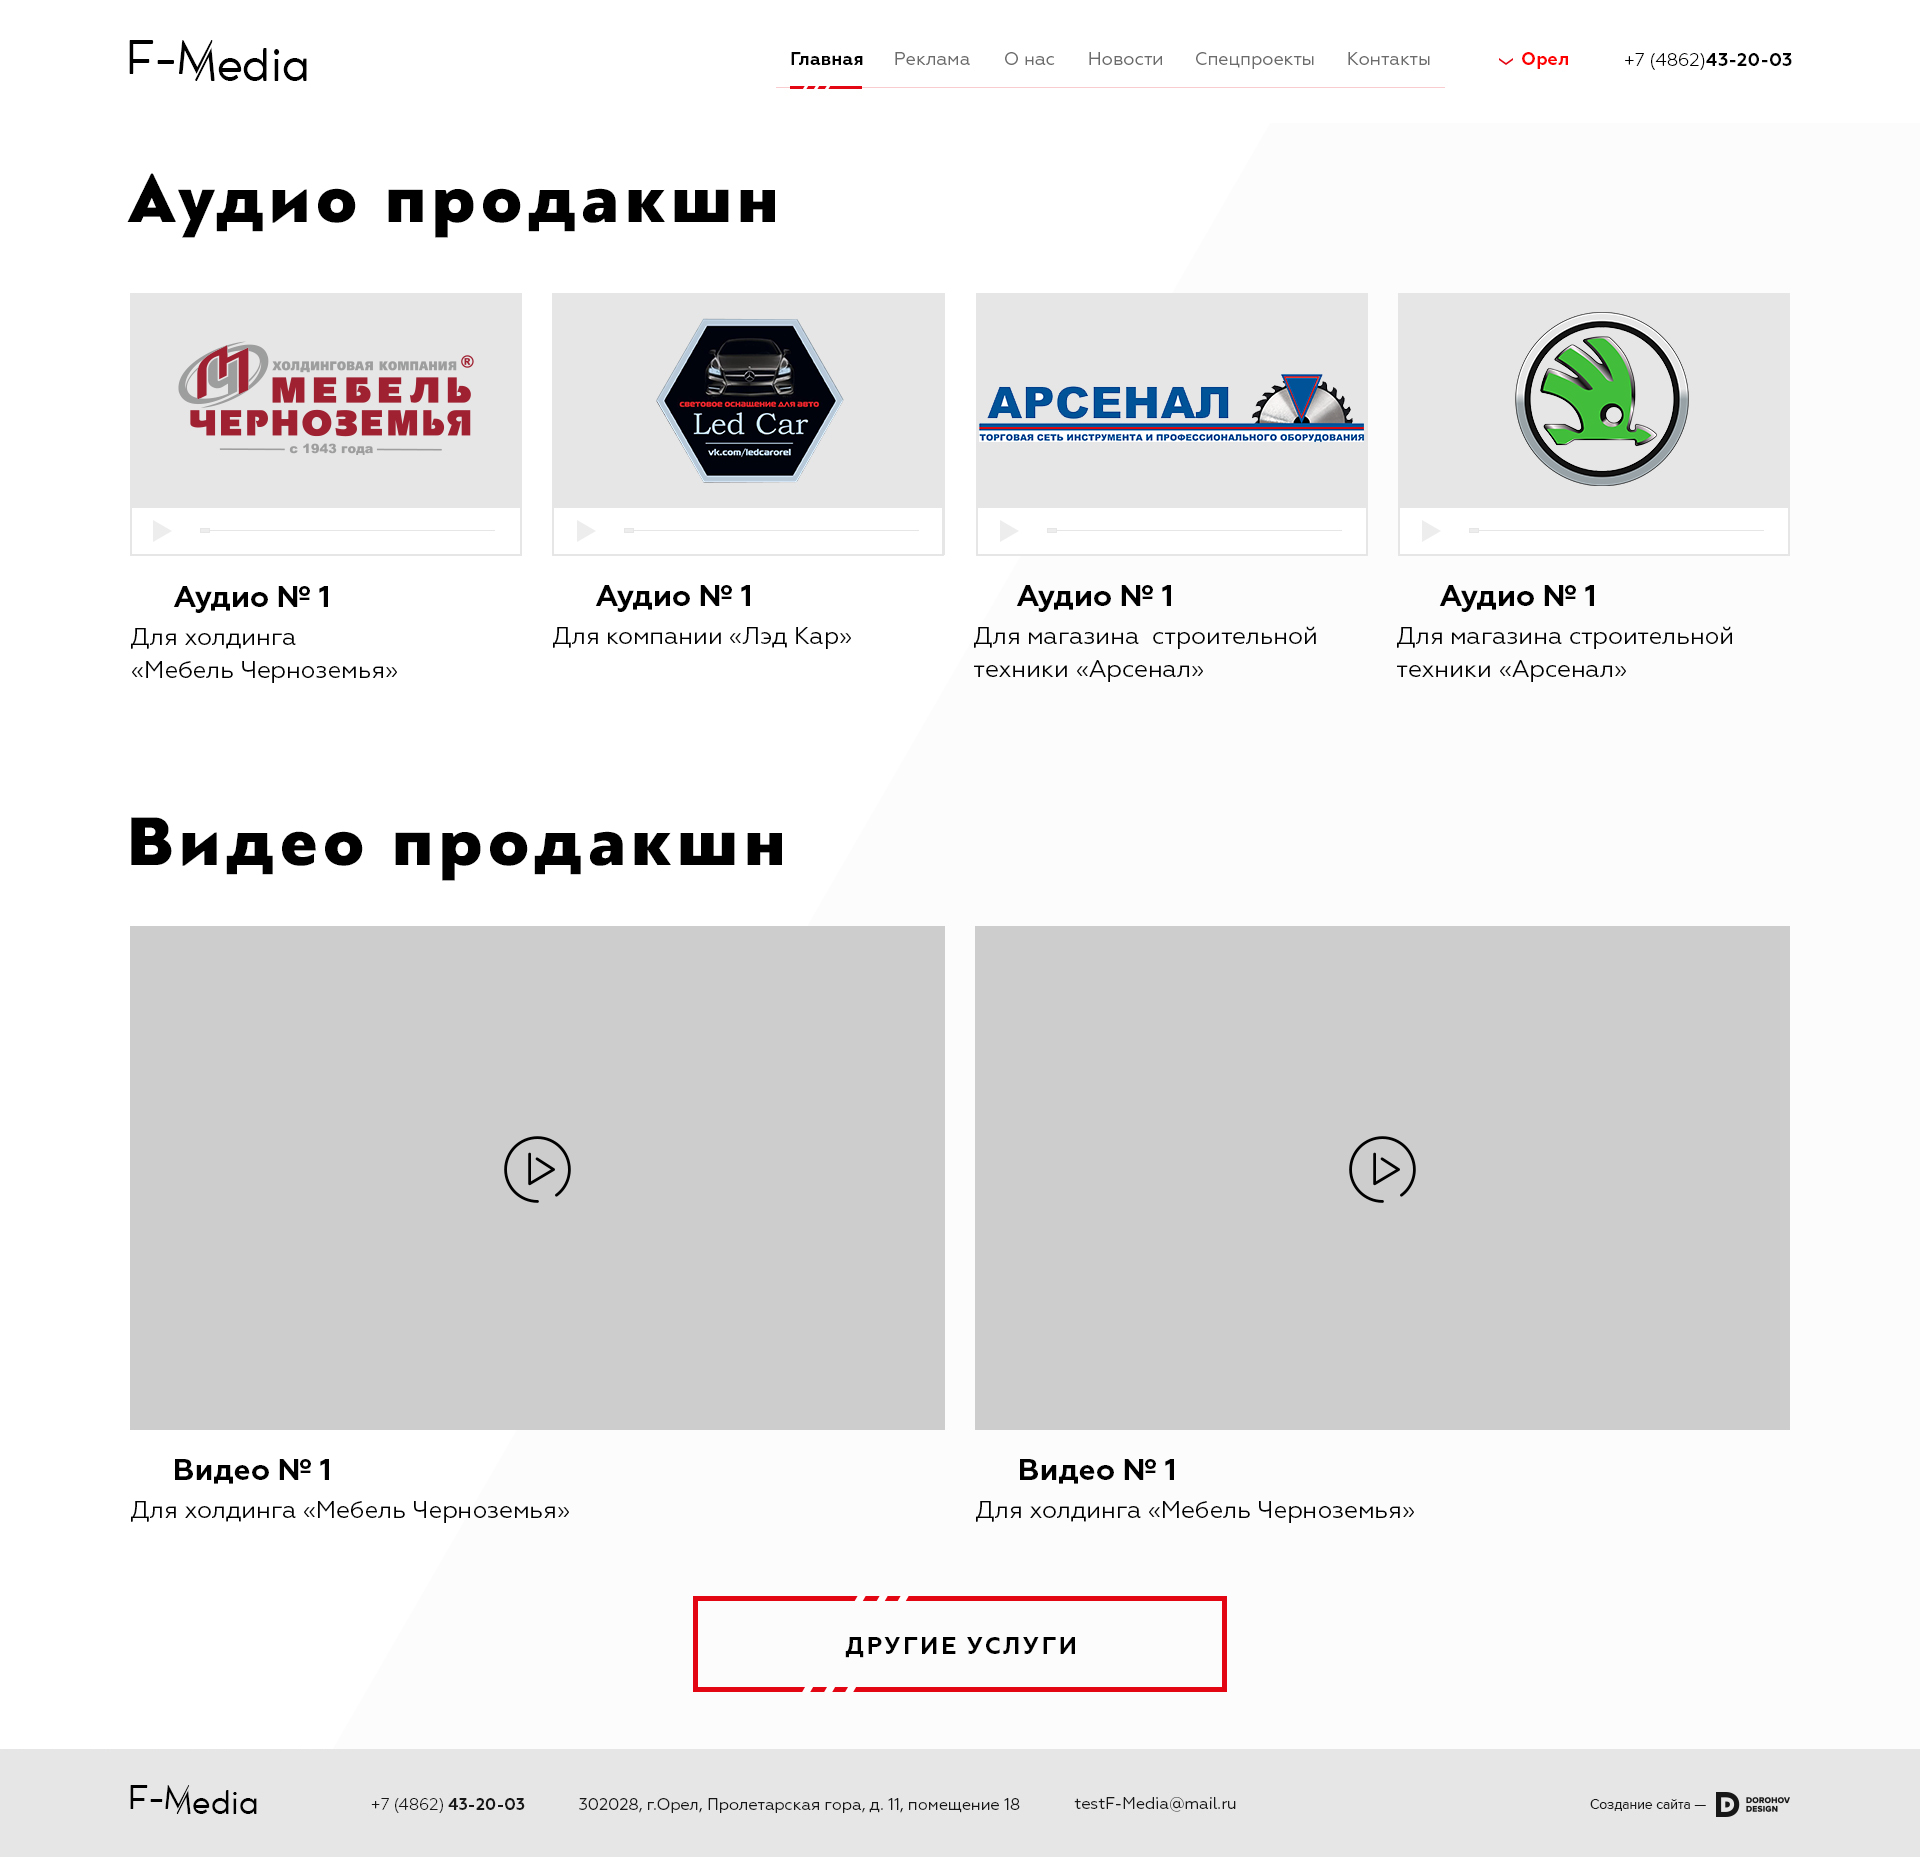 F-Media
Главная Реклама О нас Новости Спецпроекты Контакты Орел +7 (4862)43-20-03
Аудио продакшн
ХОЛДИНГОВАЯ КОМПАНИЯ®
МЕБЕЛЬ
ЧЕРНОЗЕМЬЯ
с 1943 года
СВЕТОВОЕ ОСНАЩЕНИЕ ДЛЯ АВТО
Led Car
vk.com/ledcarorel
АРСЕНАЛ
ТОРГОВАЯ СЕТЬ ИНСТРУМЕНТА И ПРОФЕССИОНАЛЬНОГО ОБОРУДОВАНИЯ
Аудио № 1
Для холдинга
«Мебель Черноземья»
Аудио № 1
Для компании «Лэд Кар»
Аудио № 1
Для магазина  строительной
техники «Арсенал»
Аудио № 1
Для магазина строительной
техники «Арсенал»
Видео продакшн
Видео № 1
Для холдинга «Мебель Черноземья»
Видео № 1
Для холдинга «Мебель Черноземья»
ДРУГИЕ УСЛУГИ
F-Media
+7 (4862) 43-20-03
302028, г.Орел, Пролетарская гора, д. 11, помещение 18
testF-Media@mail.ru
Создание сайта —
DOROHOV
DESIGN